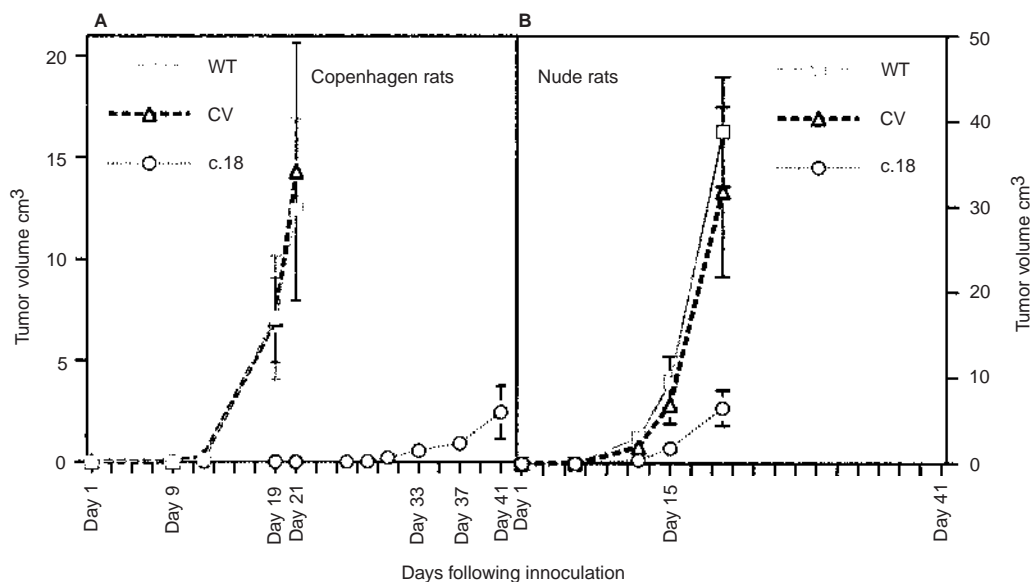 A
B
20
15
10
5
0
WT
CV
c.18
Copenhagen rats
Nude rats
WT
CV
c.18
50
40
30
20
10
0
Tumor volume cm3
Tumor volume cm3
Day 1
Day 9
Day 19
Day 21
Day 33
Day 37
Day 41
Day 1
Day 15
Day 41
Days following innoculation